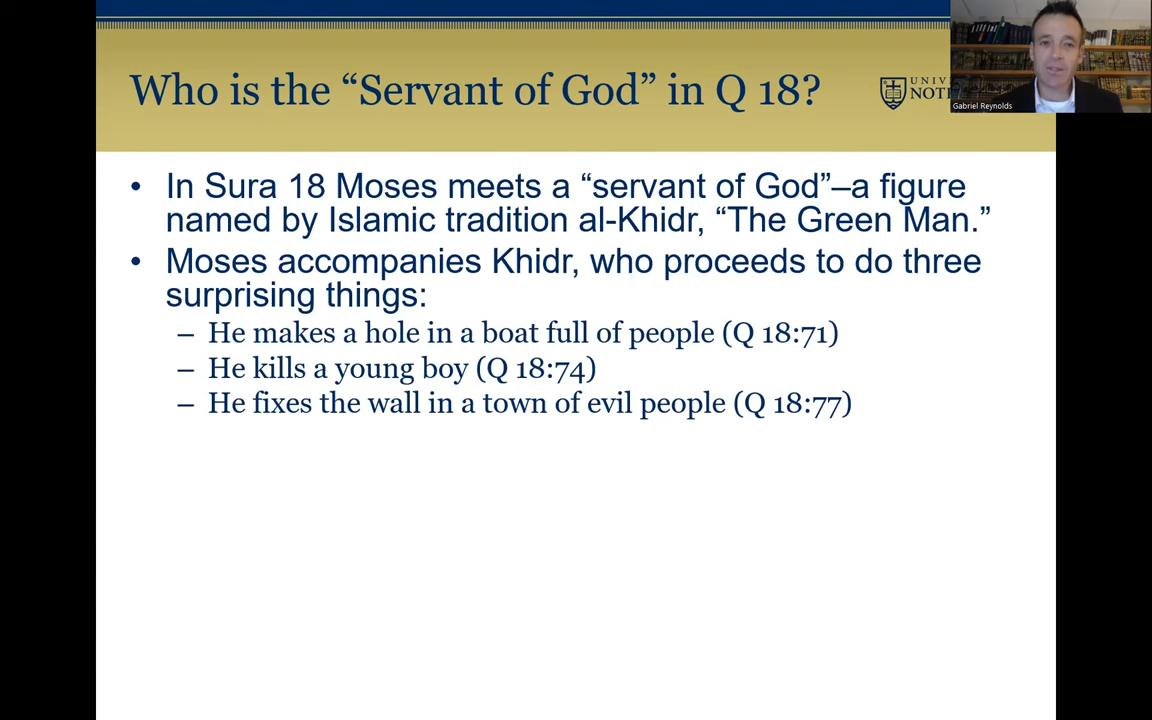 Who is the “Servant of God” in Q 18?
Gabriel Reynolds
• In Sura 18 Moses meets a “servant of God”–a figure
named by Islamic tradition al-Khidr, “The Green Man.”
• Moses accompanies Khidr, who proceeds to do three
surprising things:
– He makes a hole in a boat full of people (Q 18:71)
– He kills a young boy (Q 18:74)
– He fixes the wall in a town of evil people (Q 18:77)